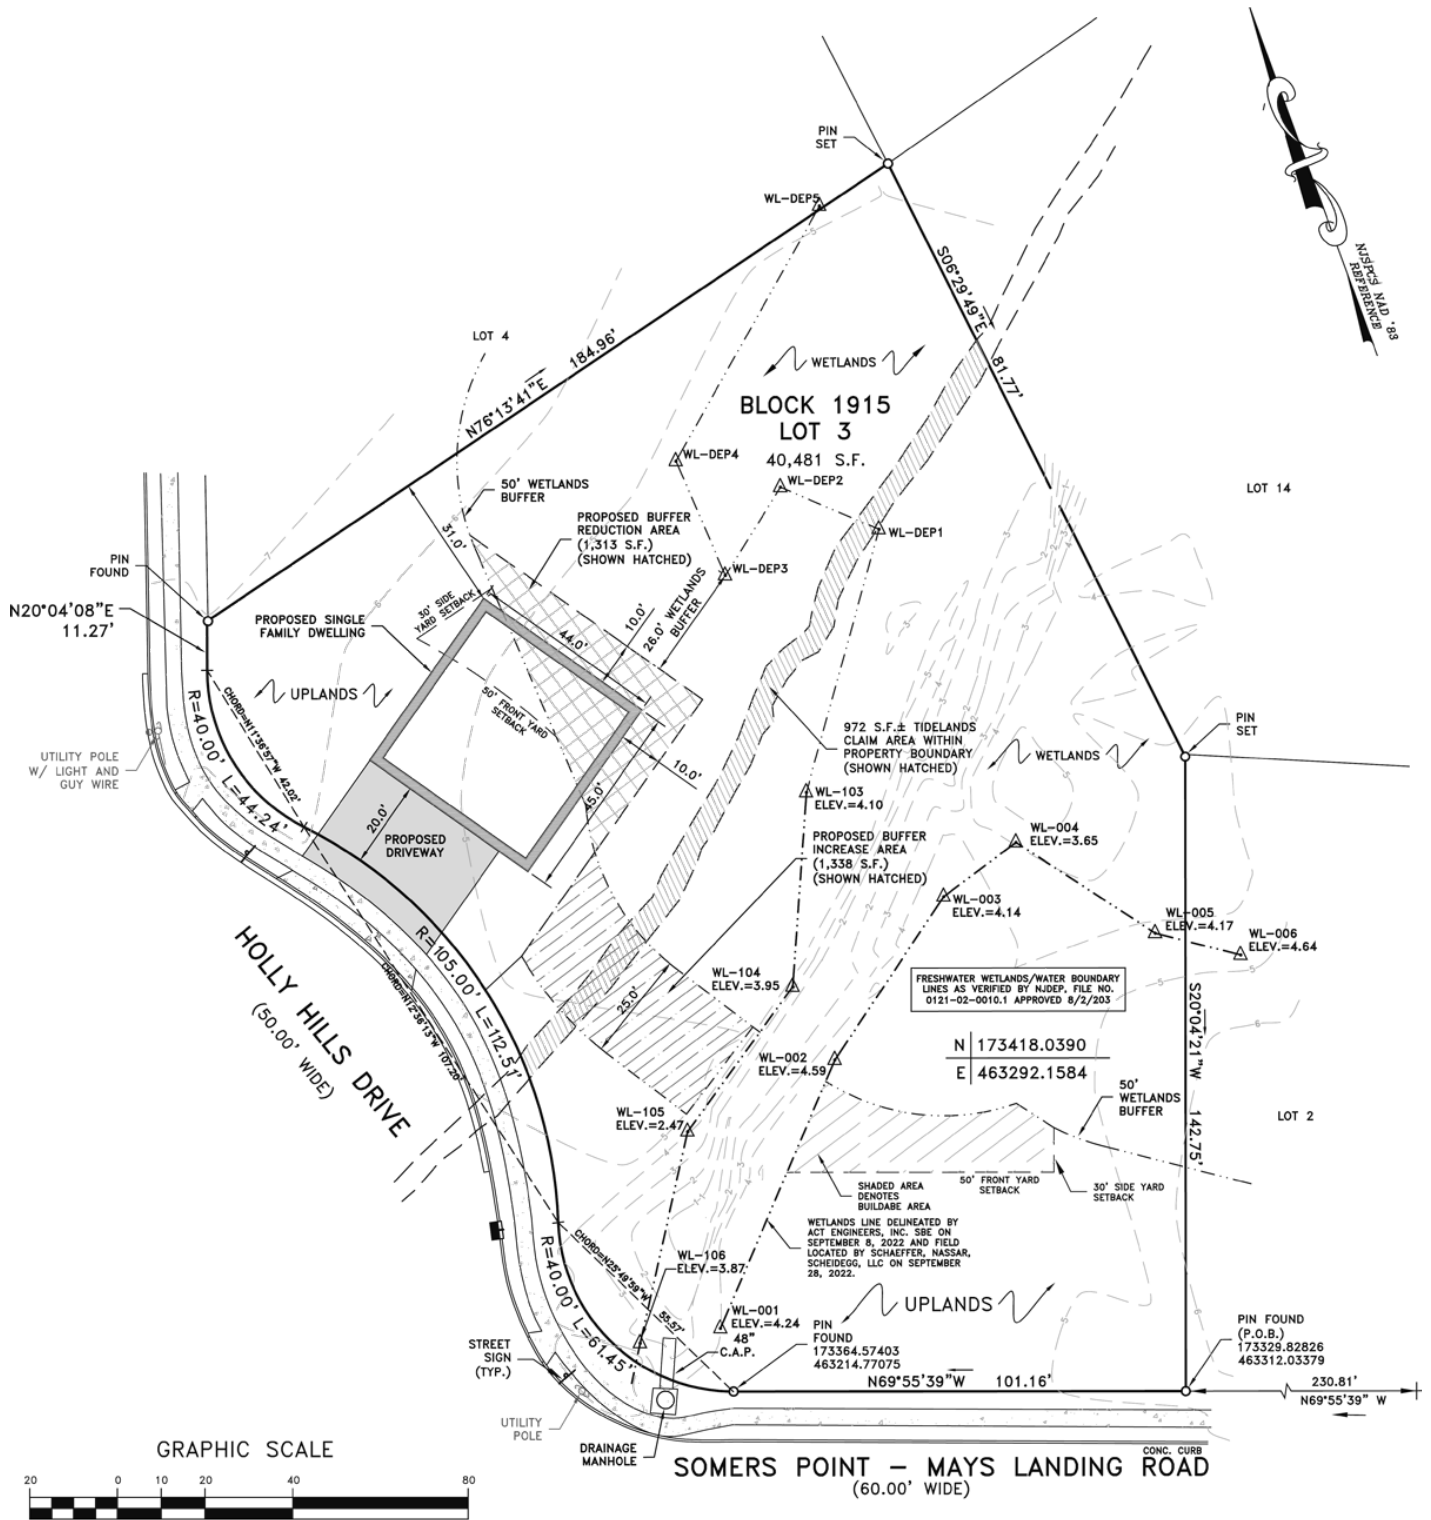 PIN
SET
WL-DEP5
NJSPCS NAD '83
REFERENCE
S06°29'49"E
81.77'
LOT 4
N76°13'41"E 184.96'
WETLANDS
BLOCK 1915
LOT 3
40,481 S.F.
WL-DEP4
WL-DEP2
WL-DEP1
WL-DEP3
LOT 14
50' WETLANDS
BUFFER
PROPOSED BUFFER
REDUCTION AREA
(1,313 S.F.)
(SHOWN HATCHED)
31.0'
PIN
FOUND
N20°04'08"E
11.27'
PROPOSED SINGLE
FAMILY DWELLING
30' SIDE
YARD SETBACK
44.0'
10.0'
26.0' WETLANDS
BUFFER
UPLANDS
50' FRONT YARD
SETBACK
CHORD=N11°36'57"W 42.02'
R=40.00' L=44.24'
UTILITY POLE
W/ LIGHT AND
GUY WIRE
10.0'
45.0'
20.0'
PROPOSED
DRIVEWAY
972 S.F.± TIDELANDS
CLAIM AREA WITHIN
PROPERTY BOUNDARY
(SHOWN HATCHED)
WETLANDS
PIN
SET
WL-103
ELEV.=4.10
PROPOSED BUFFER
INCREASE AREA
(1,338 S.F.)
(SHOWN HATCHED)
WL-004
ELEV.=3.65
WL-003
ELEV.=4.14
WL-005
ELEV.=4.17
WL-006
ELEV.=4.64
HOLLY HILLS DRIVE
(50.00' WIDE)
R=105.00' L=112.51'
CHORD=N12°36'13"W 107.20'
WL-104
ELEV.=3.95
25.0'
FRESHWATER WETLANDS/WATER BOUNDARY
LINES AS VERIFIED BY NJDEP, FILE NO.
0121-02-0010.1 APPROVED 8/2/203
S20°04'21"W 142.75'
N 173418.0390
E 463292.1584
WL-002
ELEV.=4.59
50'
WETLANDS
BUFFER
LOT 2
WL-105
ELEV.=2.47
SHADED AREA
DENOTES
BUILDABE AREA
50' FRONT YARD
SETBACK
30' SIDE YARD
SETBACK
WETLANDS LINE DELINEATED BY
ACT ENGINEERS, INC. SBE ON
SEPTEMBER 8, 2022 AND FIELD
LOCATED BY SCHAEFFER, NASSAR,
SCHEIDEGG, LLC ON SEPTEMBER
28, 2022.
CHORD=N25°49'59"W 55.57'
R=40.00' L=61.45'
WL-106
ELEV.=3.87
UPLANDS
WL-001
ELEV.=4.24
48"
C.A.P.
PIN
FOUND
173364.57403
463214.77075
PIN FOUND
(P.O.B.)
173329.82826
463312.03379
STREET
SIGN
(TYP.)
N69°55'39"W 101.16'
230.81'
N69°55'39" W
UTILITY
POLE
DRAINAGE
MANHOLE
CONC. CURB
SOMERS POINT – MAYS LANDING ROAD
(60.00' WIDE)
GRAPHIC SCALE
20 0 10 20 40 80